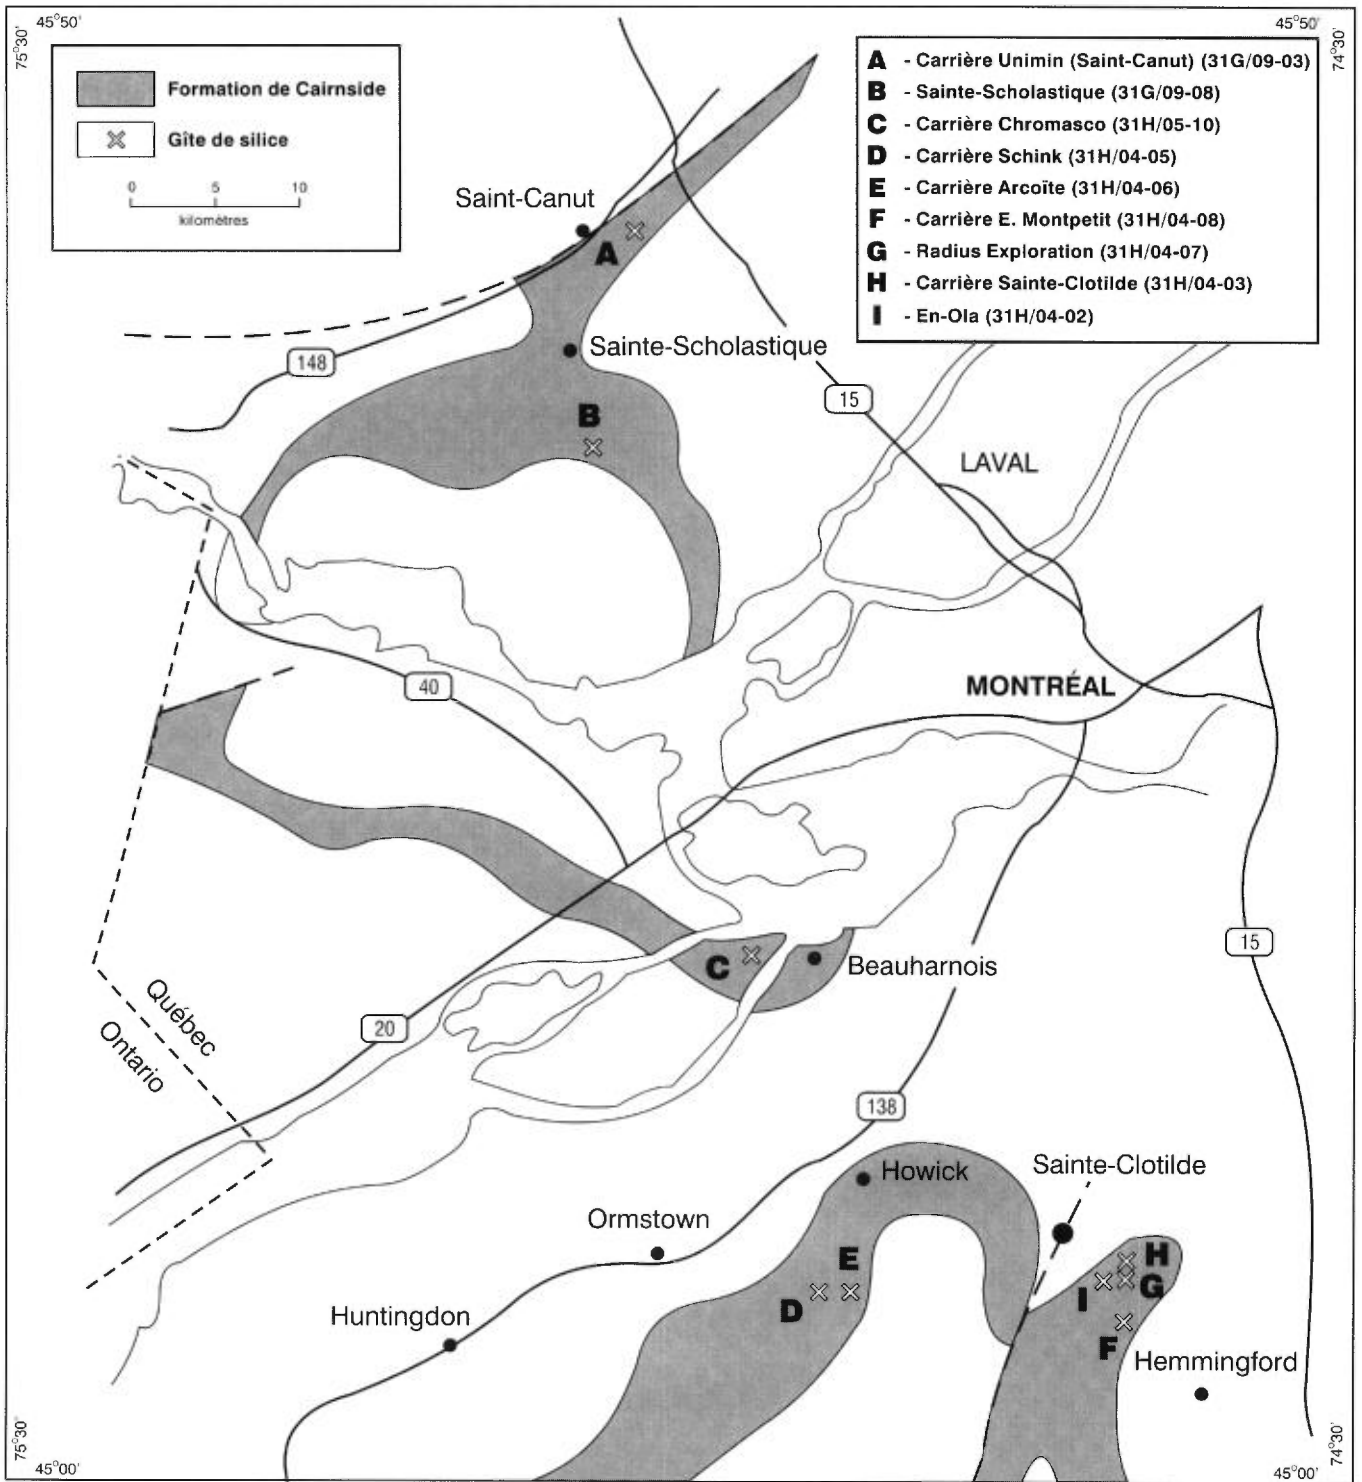 45°50'
75°30'
45°50'
74°30'
Formation de Cairnside
Gîte de silice
0 5 10
kilomètres
A - Carrière Unimin (Saint-Canut) (31G/09-03)
B - Sainte-Scholastique (31G/09-08)
C - Carrière Chromasco (31H/05-10)
D - Carrière Schink (31H/04-05)
E - Carrière Arcoïte (31H/04-06)
F - Carrière E. Montpetit (31H/04-08)
G - Radius Exploration (31H/04-07)
H - Carrière Sainte-Clotilde (31H/04-03)
I - En-Ola (31H/04-02)
Saint-Canut
A
148
Sainte-Scholastique
15
B
LAVAL
40
MONTRÉAL
15
C
Beauharnois
Québec
Ontario
20
138
Howick
Sainte-Clotilde
Ormstown
E
H
G
I
D
F
Huntingdon
Hemmingford
75°30'
45°00'
74°30'
45°00'